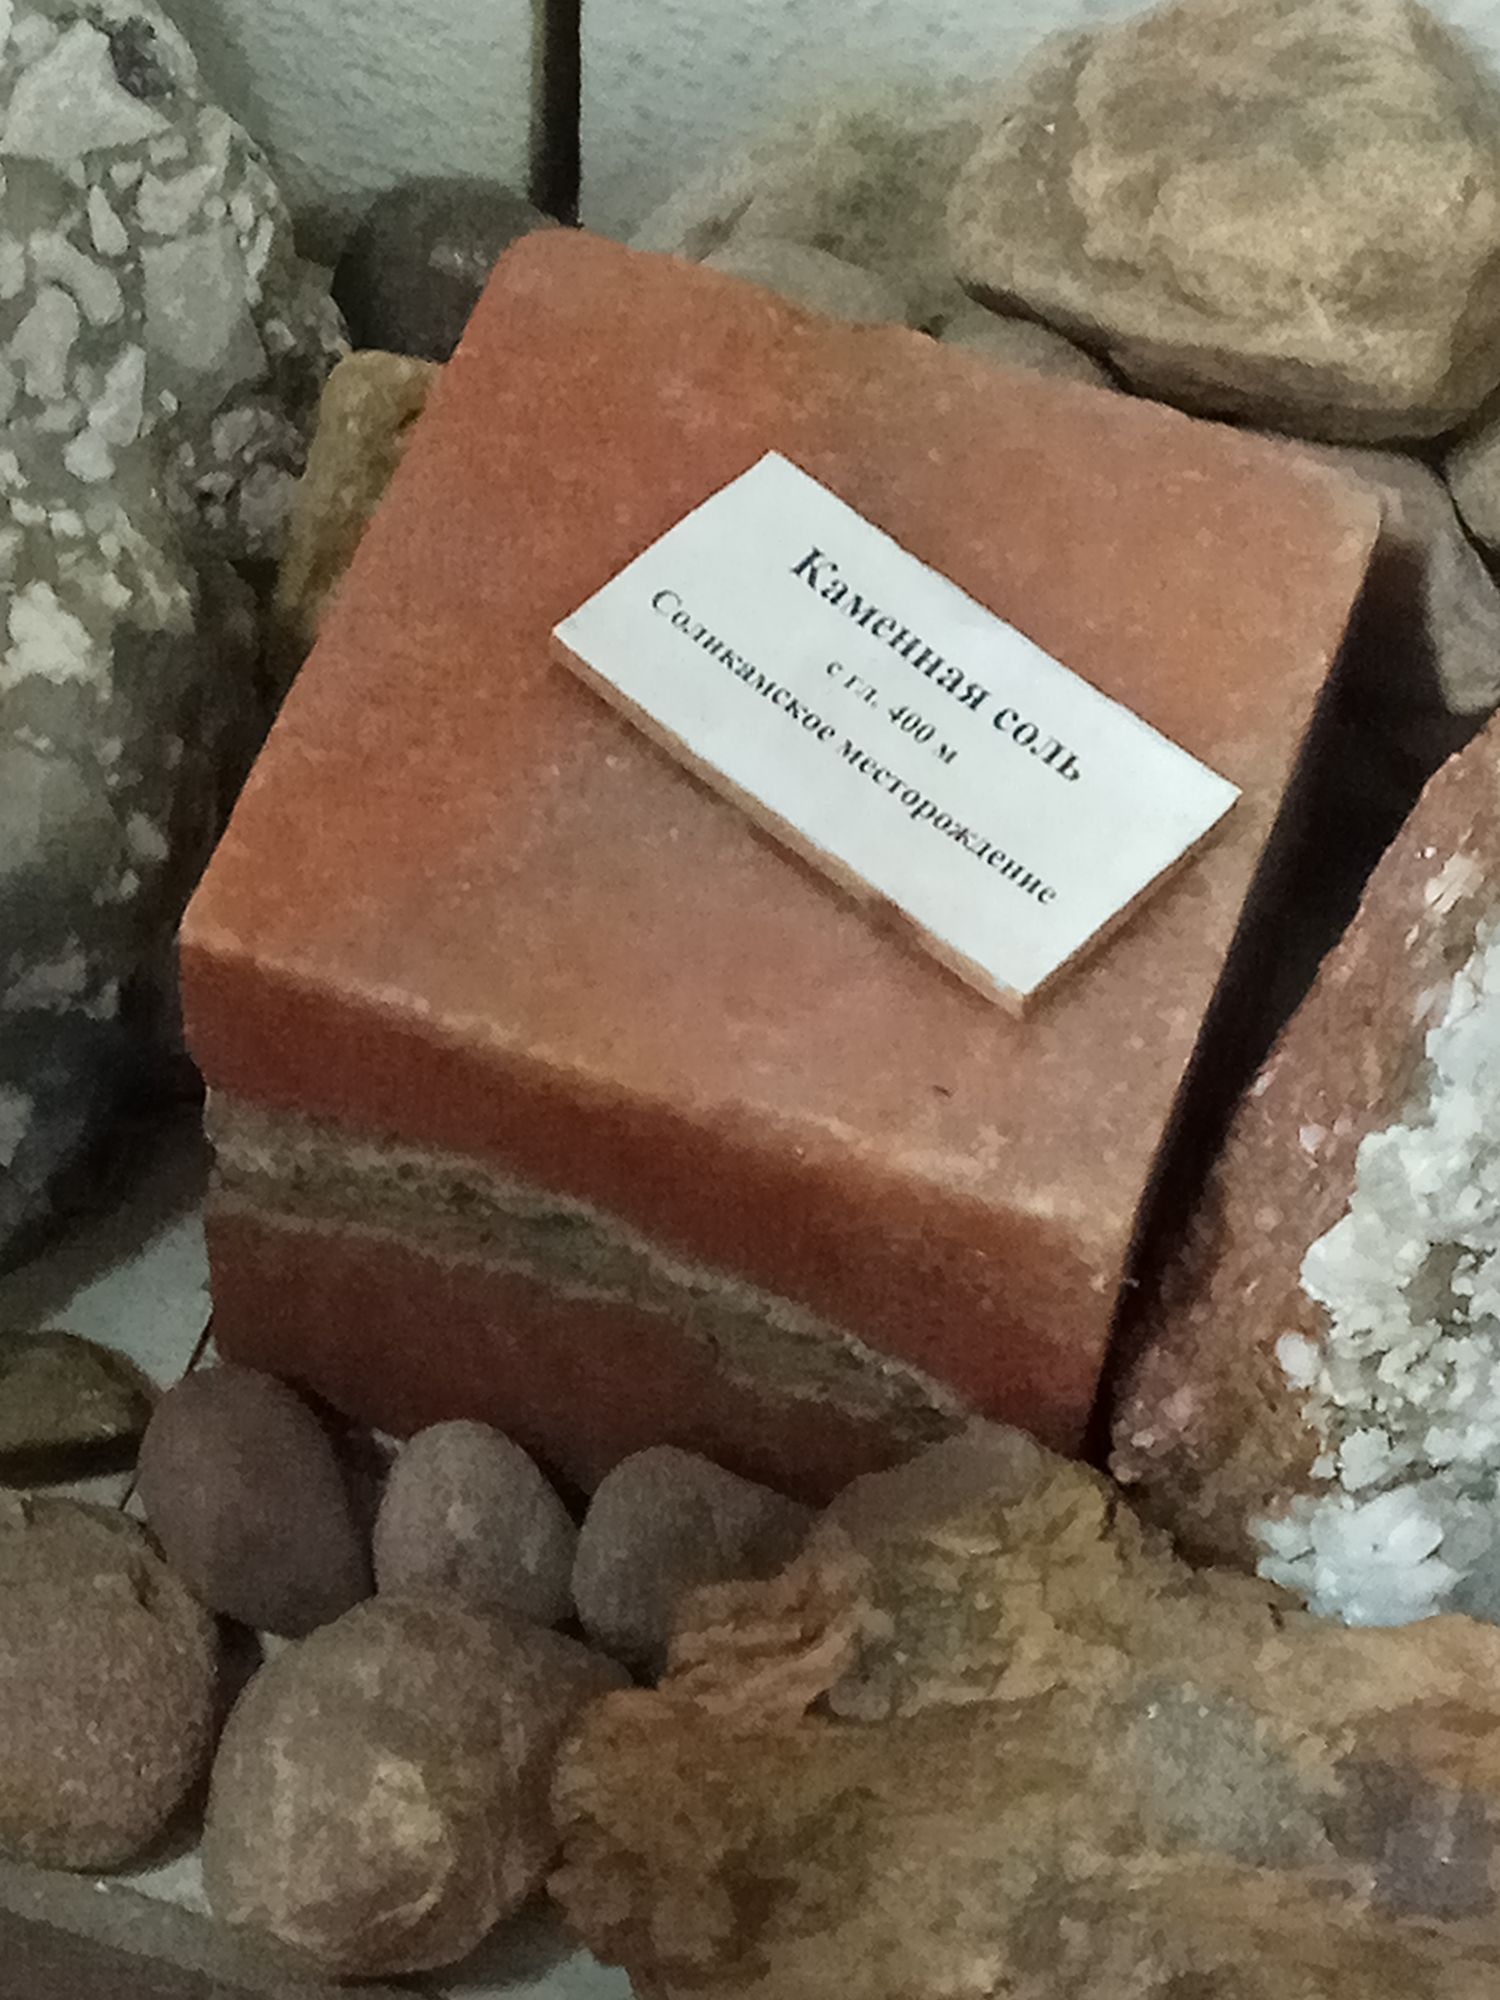 Каменная соль
с гл. 400 м
Соликамское месторождение